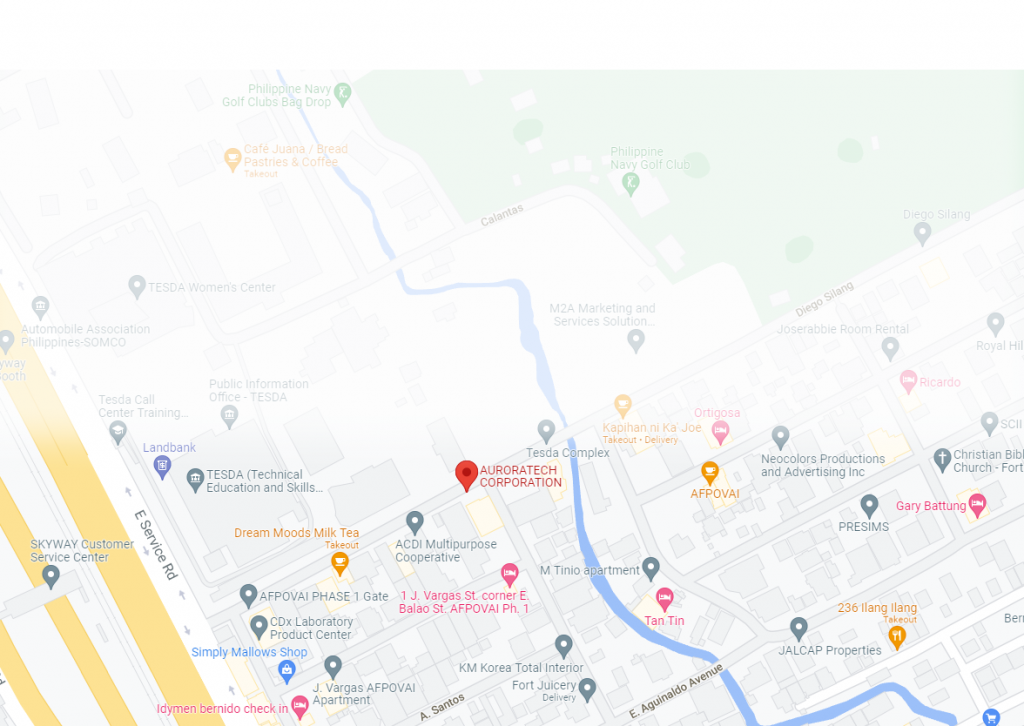 Philippine Navy
Golf Clubs Bag Drop
Café Juana / Bread
Pastries & Coffee
Takeout
Philippine
Navy Golf Club
Calantas
Diego Silang
TESDA Women's Center
Diego Silang
Automobile Association
Philippines-SOMCO
M2A Marketing and
Services Solution...
Joserabbie Room Rental
Royal Hil
yway
ooth
Public Information
Office - TESDA
Ricardo
Tesda Call
Center Training...
Ortigosa
Kapihan ni Ka Joe
Takeout • Delivery
SCII
Landbank
Tesda Complex
Neocolors Productions
and Advertising Inc
Christian Bibl
Church - Fort
TESDA (Technical
Education and Skills...
AURORATECH
CORPORATION
AFPOVAI
Gary Battung
PRESIMS
E Service Rd
Dream Moods Milk Tea
Takeout
SKYWAY Customer
Service Center
ACDI Multipurpose
Cooperative
M Tinio apartment
AFPOVAI PHASE 1 Gate
1 J. Vargas St. corner E.
Balao St. AFPOVAI Ph. 1
Tan Tin
236 Ilang Ilang
Takeout
Bern
CDx Laboratory
Product Center
Simply Mallows Shop
JALCAP Properties
KM Korea Total Interior
J. Vargas AFPOVAI
Apartment
Fort Juicery
Delivery
E. Aguinaldo Avenue
Idymen bernido check in
A. Santos
Rd